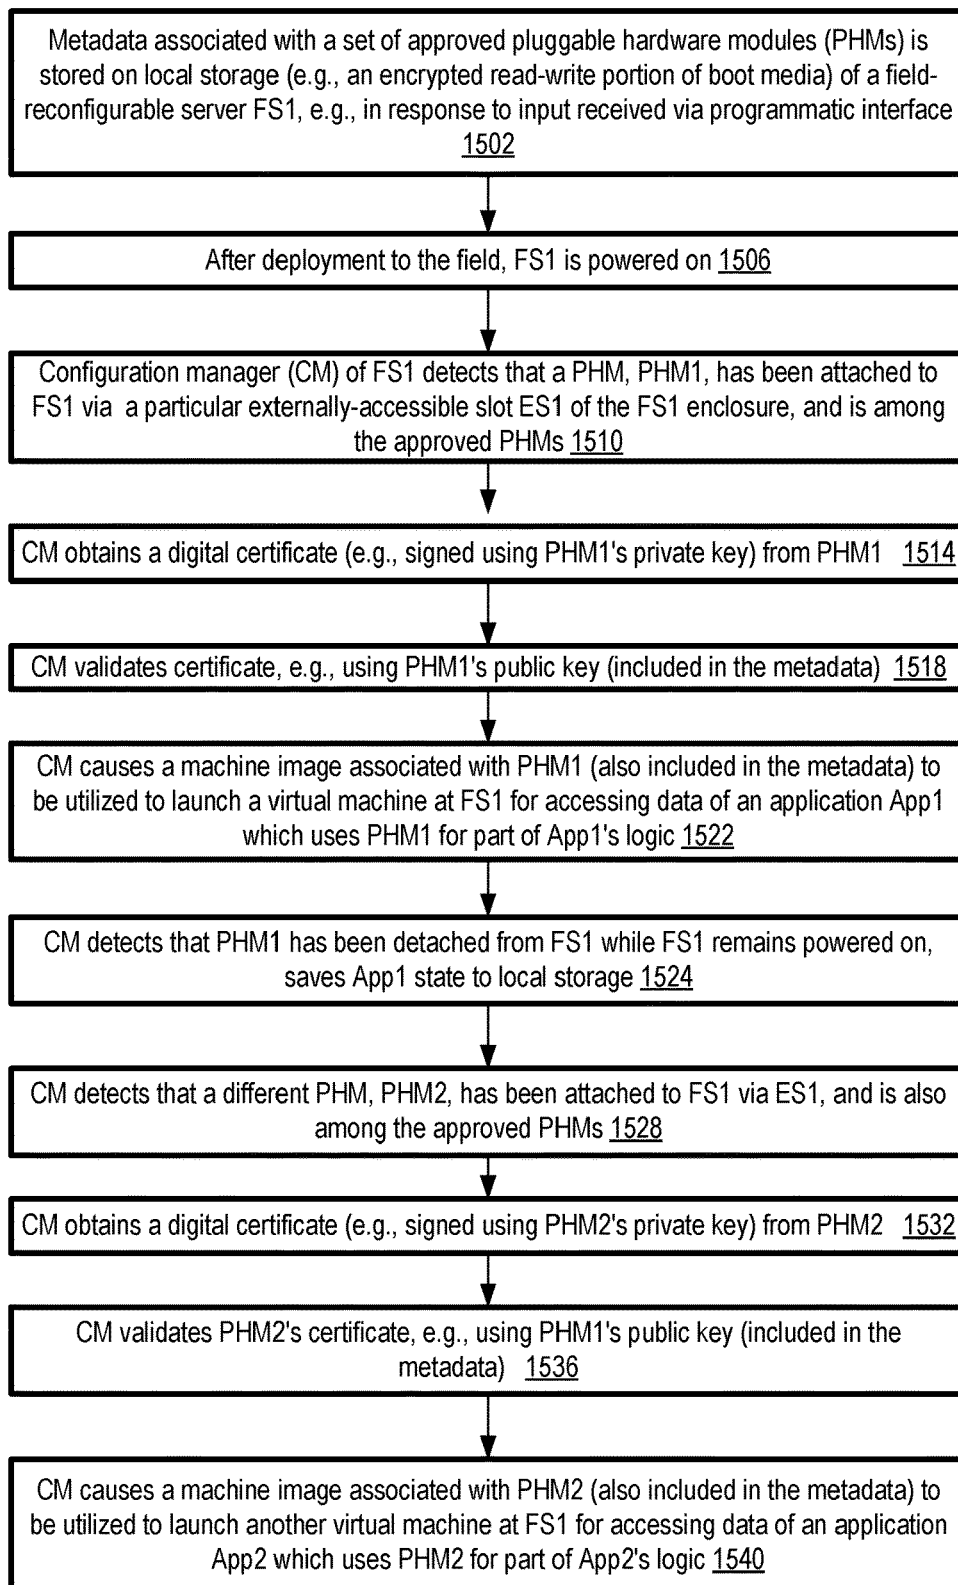 Metadata associated with a set of approved pluggable hardware modules (PHMs) is
stored on local storage (e.g., an encrypted read-write portion of boot media) of a field-
reconfigurable server FS1, e.g., in response to input received via programmatic interface
1502
After deployment to the field, FS1 is powered on 1506
Configuration manager (CM) of FS1 detects that a PHM, PHM1, has been attached to
FS1 via a particular externally-accessible slot ES1 of the FS1 enclosure, and is among
the approved PHMs 1510
CM obtains a digital certificate (e.g., signed using PHM1's private key) from PHM1 1514
CM validates certificate, e.g., using PHM1's public key (included in the metadata) 1518
CM causes a machine image associated with PHM1 (also included in the metadata) to
be utilized to launch a virtual machine at FS1 for accessing data of an application App1
which uses PHM1 for part of App1's logic 1522
CM detects that PHM1 has been detached from FS1 while FS1 remains powered on,
saves App1 state to local storage 1524
CM detects that a different PHM, PHM2, has been attached to FS1 via ES1, and is also
among the approved PHMs 1528
CM obtains a digital certificate (e.g., signed using PHM2's private key) from PHM2 1532
CM validates PHM2's certificate, e.g., using PHM1's public key (included in the
metadata) 1536
CM causes a machine image associated with PHM2 (also included in the metadata) to
be utilized to launch another virtual machine at FS1 for accessing data of an application
App2 which uses PHM2 for part of App2's logic 1540